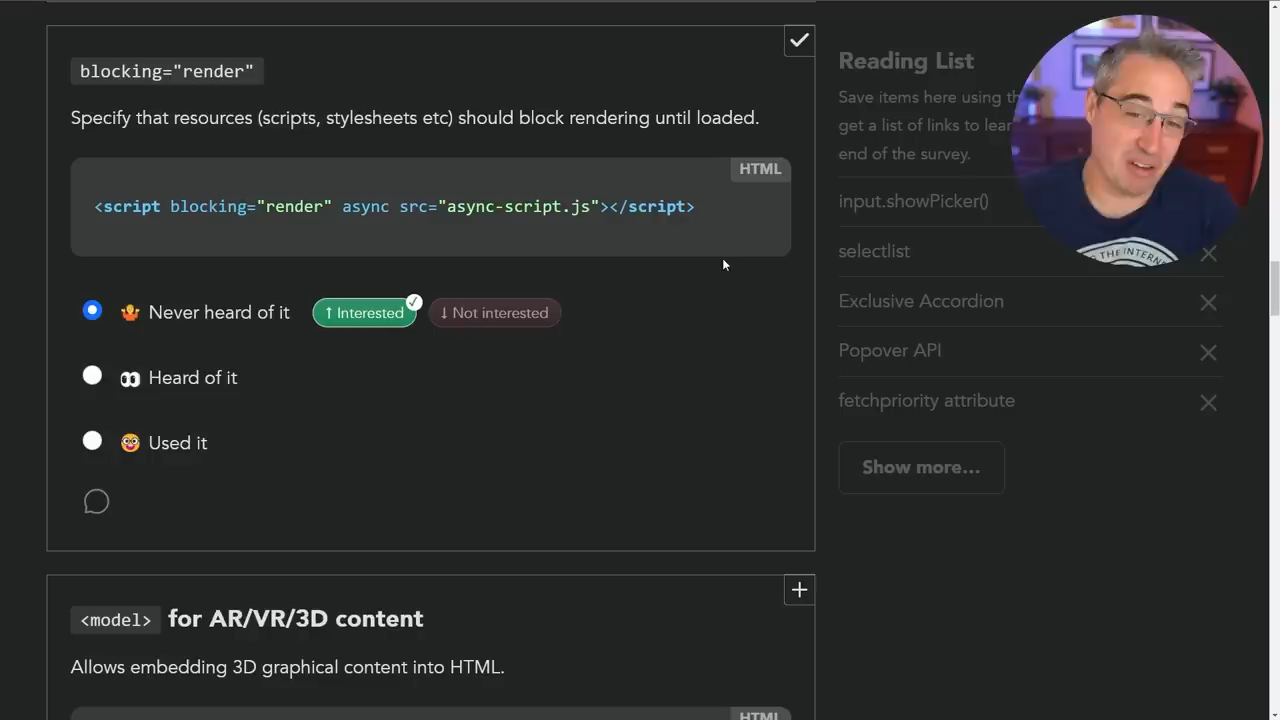 blocking="render"
Specify that resources (scripts, stylesheets etc) should block rendering until loaded.
HTML
<script blocking="render" async src="async-script.js"></script>
Never heard of it
↑ Interested
↓ Not interested
Heard of it
Used it
<model> for AR/VR/3D content
Allows embedding 3D graphical content into HTML.
HTML
Reading List
Save items here using
get a list of links to
end of the survey.
input.showPicker()
selectlist
Exclusive Accordion
Popover API
fetchpriority attribute
Show more...
THE INTERNE